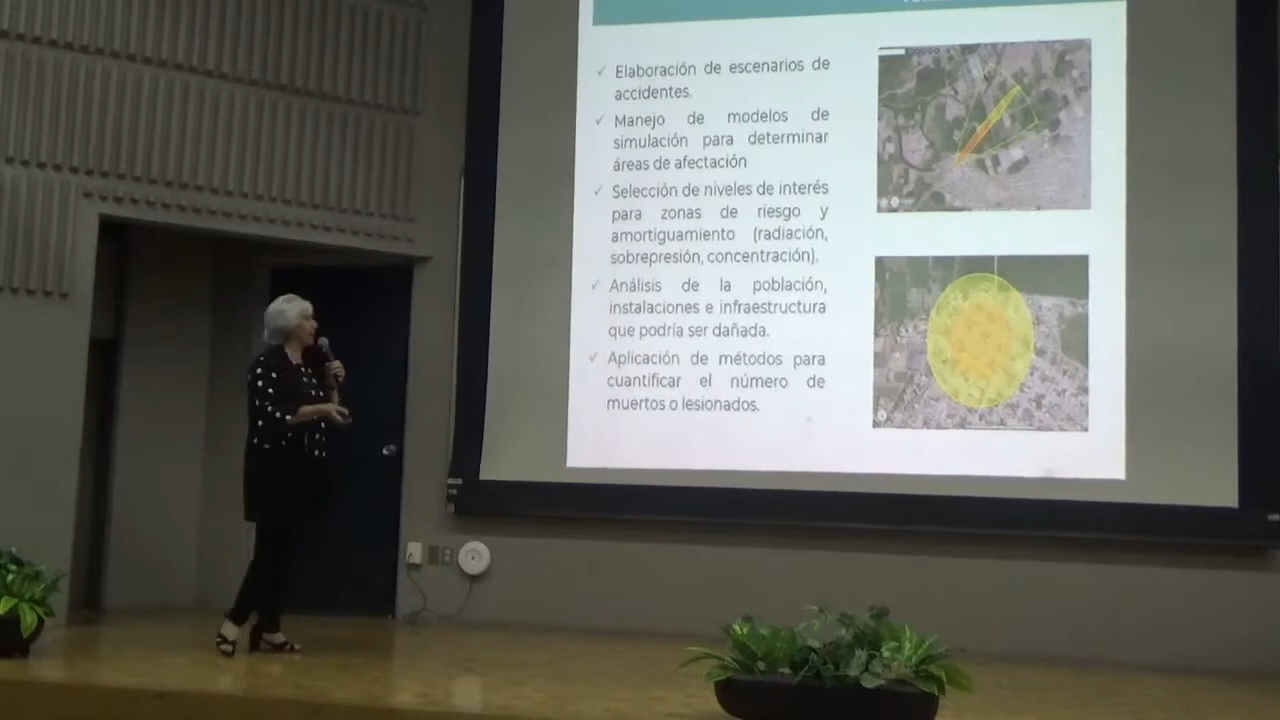 ✓ Elaboración de escenarios de
accidentes.
✓ Manejo de modelos de
simulación para determinar
áreas de afectación
✓ Selección de niveles de interés
para zonas de riesgo y
amortiguamiento (radiación,
sobrepresión, concentración).
✓ Análisis de la población,
instalaciones e infraestructura
que podría ser dañada.
✓ Aplicación de métodos para
cuantificar el número de
muertos o lesionados.